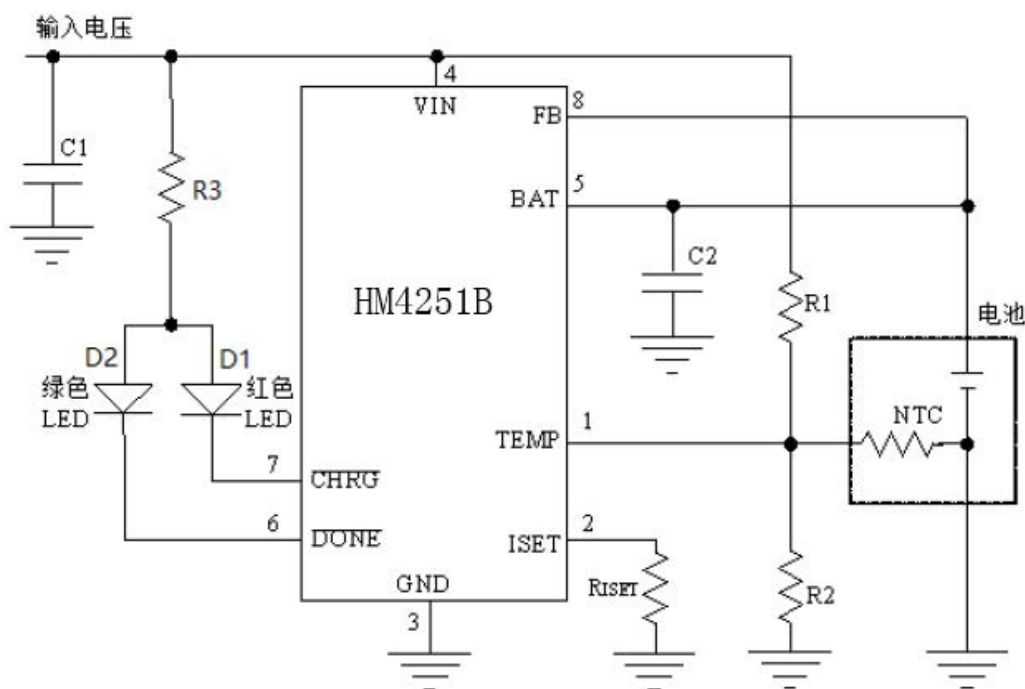 输入电压
4
VIN
8
FB
C1
R3
5
BAT
C2
HM4251B
R1
电池
D2
D1
绿色
LED
红色
LED
NTC
1
TEMP
7
CHRG
6
DONE
2
ISET
RISET
R2
GND
3